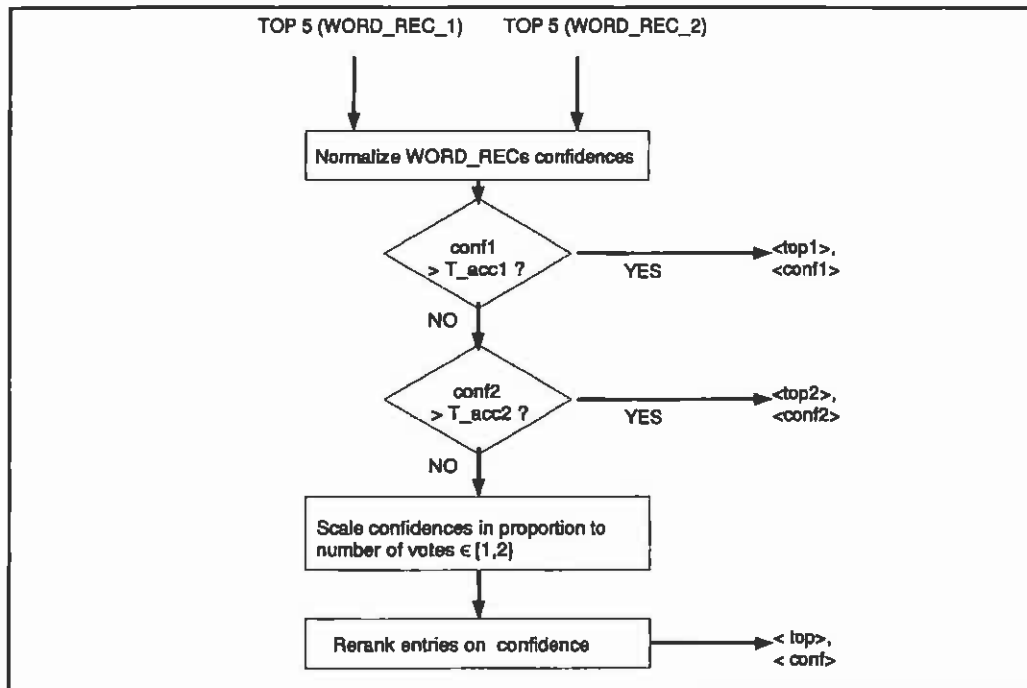 TOP 5 (WORD_REC_1) TOP 5 (WORD_REC_2)
Normalize WORD_RECs confidences
conf1
> T_acc1 ?
YES
<top1>,
<conf1>
NO
conf2
> T_acc2 ?
YES
<top2>,
<conf2>
NO
Scale confidences in proportion to
number of votes ∈ {1,2}
Rerank entries on confidence
< top>,
< conf>